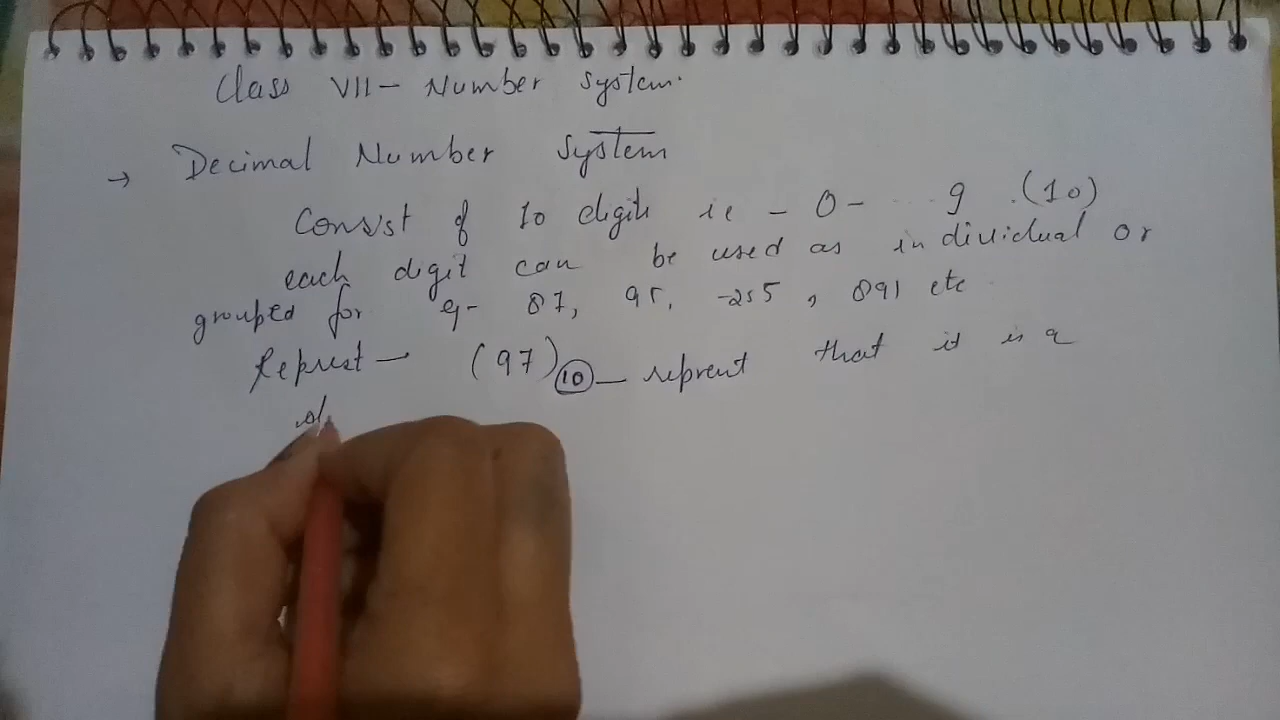 Class VII - Number System.
→ Decimal Number System
Consist of 10 digits ie - 0 - ... 9 . (10)
each digit can be used as individual or
grouped for eg- 87, 95, -255, 891 etc
Represt - (97)10 - reprent that it is a
d